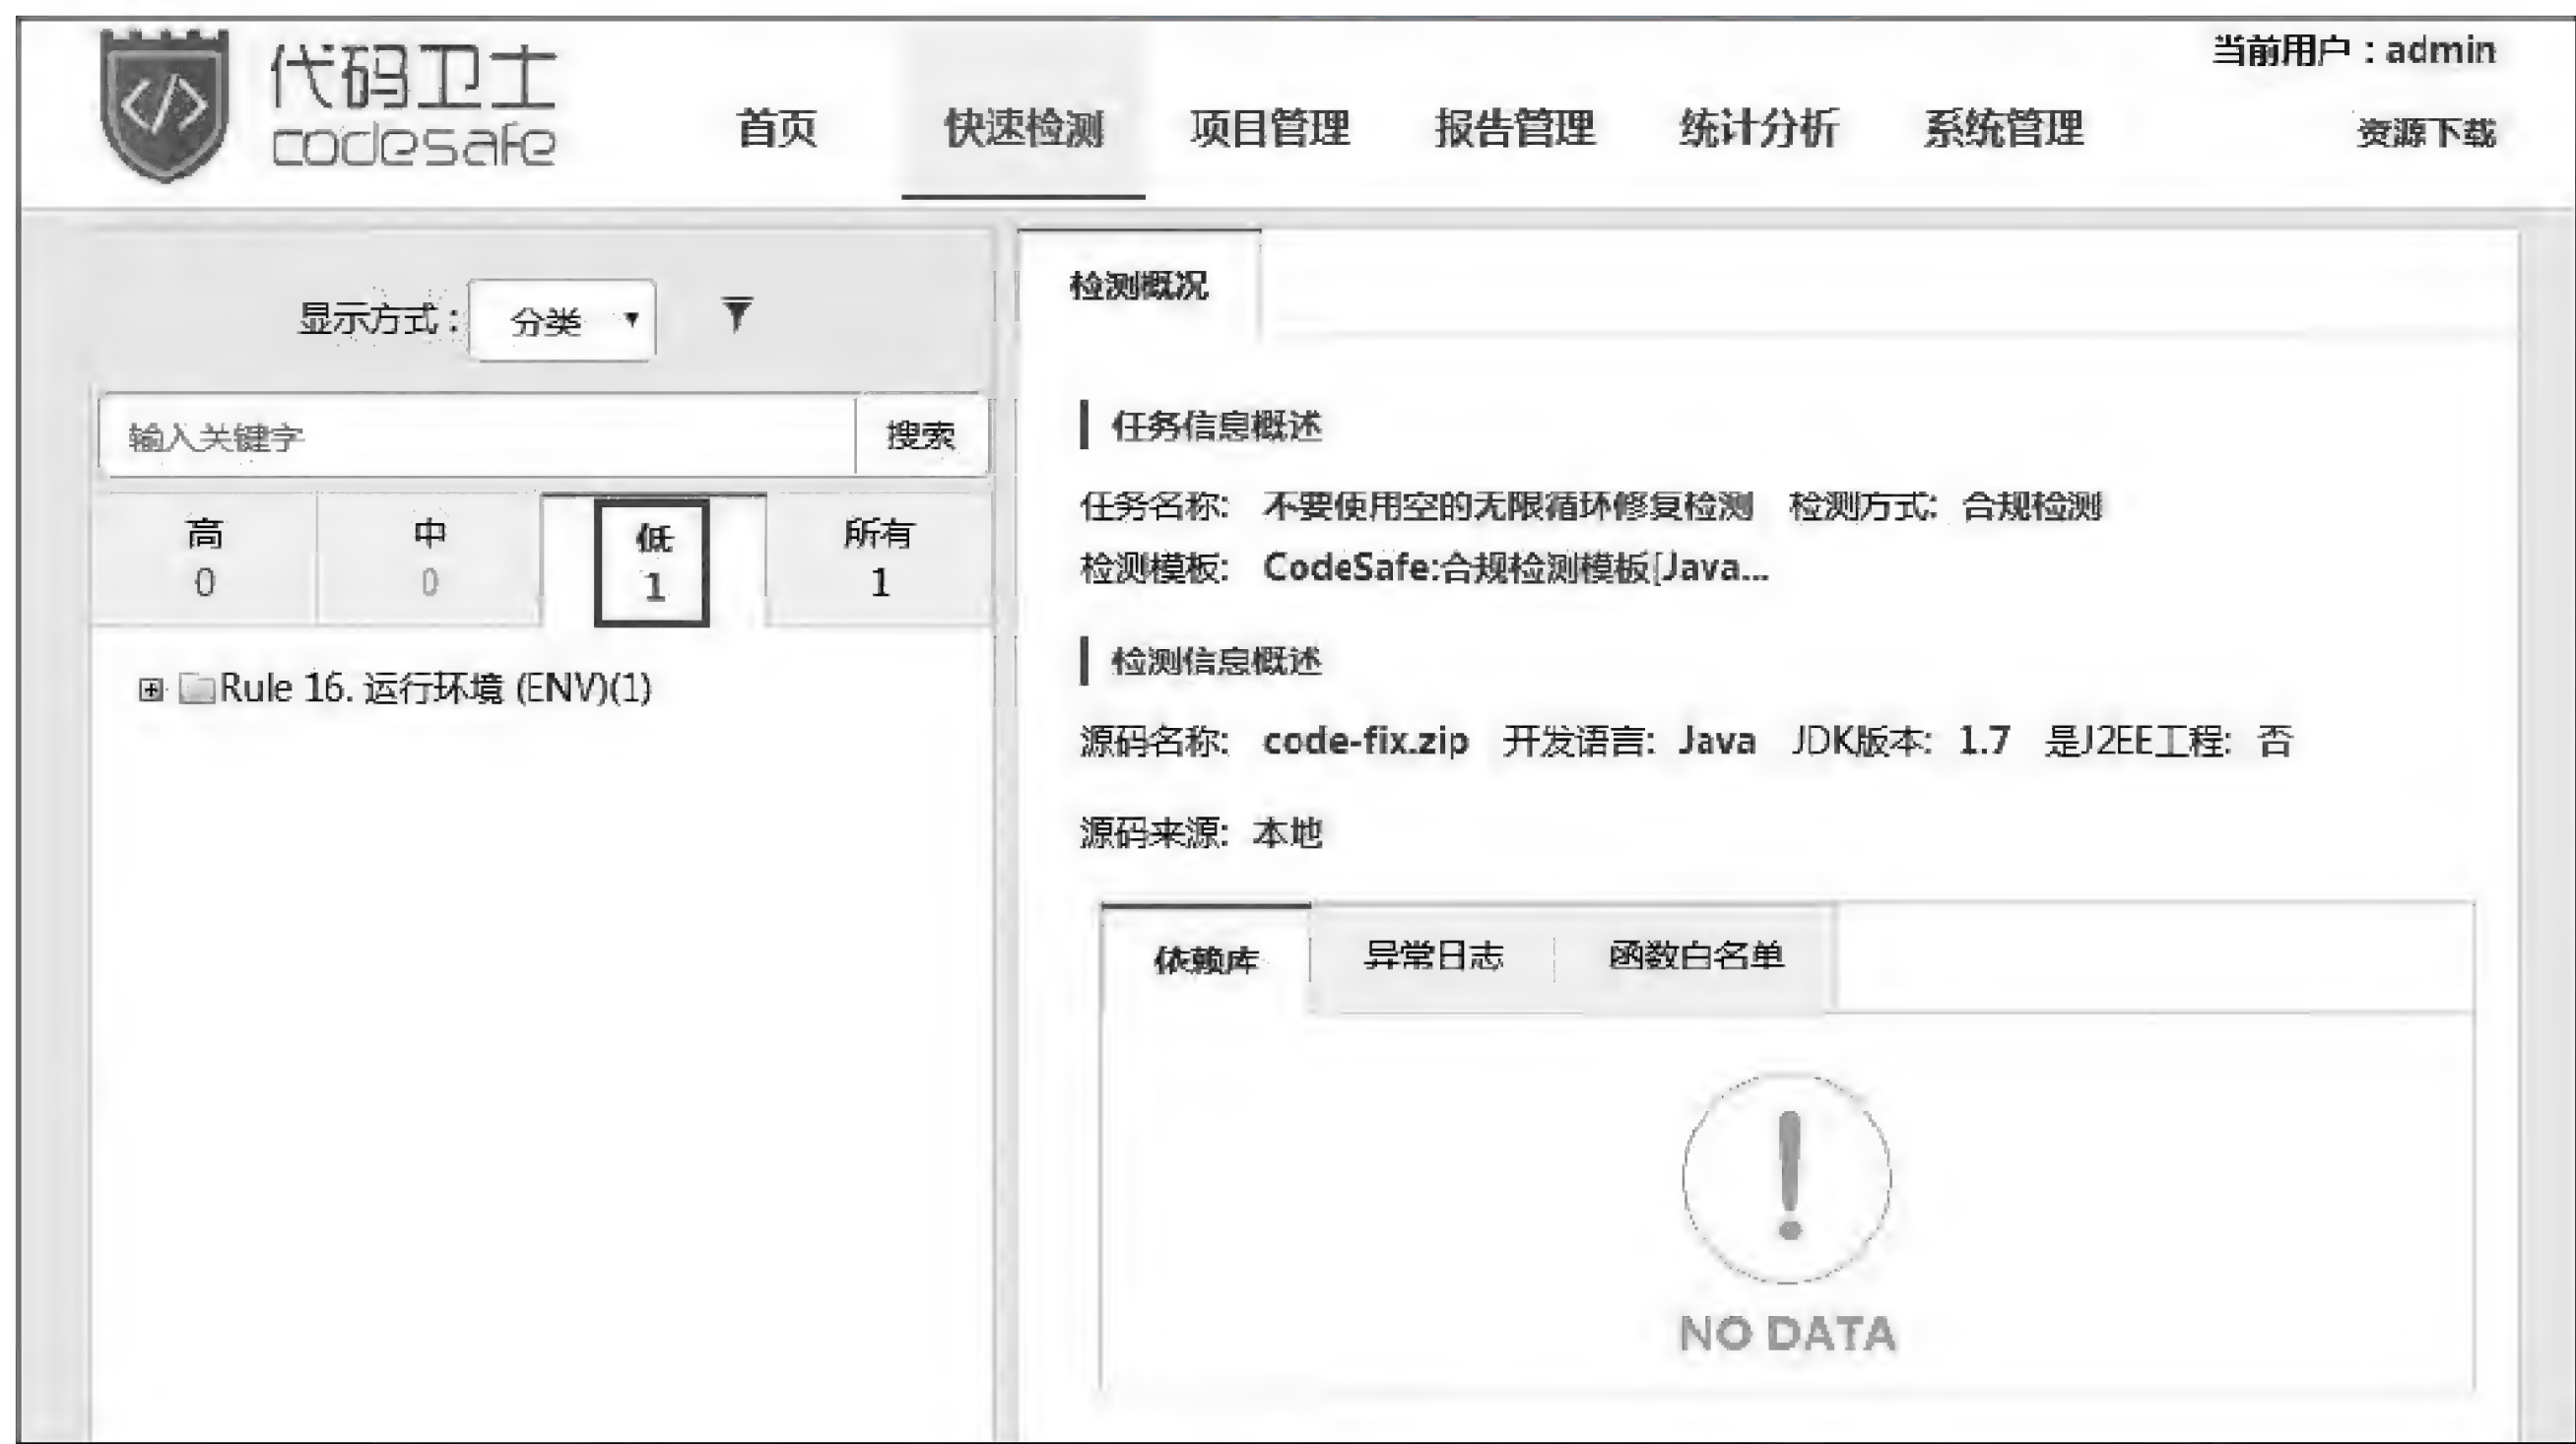 当前用户：admin
代码卫士
codesafe
首页 快速检测 项目管理 报告管理 统计分析 系统管理 资源下载
显示方式： 分类
输入关键字 搜索
高 中 低 所有
0 0 1 1
Rule 16. 运行环境 (ENV)(1)
检测概况
任务信息概述
任务名称: 不要使用空的无限循环修复检测 检测方式: 合规检测
检测模板: CodeSafe:合规检测模板[Java...
检测信息概述
源码名称: code-fix.zip 开发语言: Java JDK版本: 1.7 是J2EE工程: 否
源码来源: 本地
依赖库 异常日志 函数白名单
NO DATA